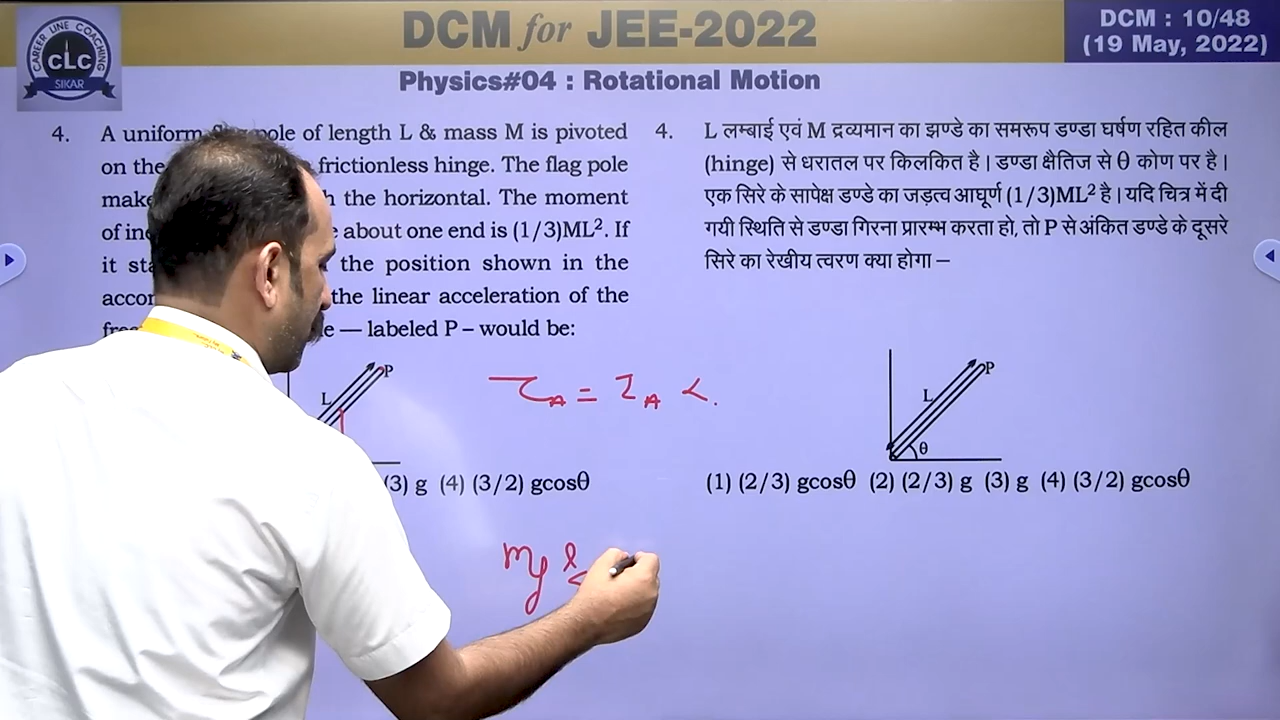 DCM for JEE-2022
DCM : 10/48
(19 May, 2022)
CAREER LINE COACHING
CLC
SIKAR
Physics#04 : Rotational Motion
4. A uniform pole of length L & mass M is pivoted
on the frictionless hinge. The flag pole
the horizontal. The moment
about one end is (1/3)ML². If
it the position shown in the
the linear acceleration of the
— labeled P – would be:
P
L
(3) g (4) (3/2) gcosθ
4. L लम्बाई एवं M द्रव्यमान का झण्डे का समरूप डण्डा घर्षण रहित कील
(hinge) से धरातल पर किलकित है। डण्डा क्षैतिज से θ कोण पर है।
एक सिरे के सापेक्ष डण्डे का जड़त्व आघूर्ण (1/3)ML² है। यदि चित्र में दी
गयी स्थिति से डण्डा गिरना प्रारम्भ करता हो, तो P से अंकित डण्डे के दूसरे
सिरे का रेखीय त्वरण क्या होगा –
P
L
θ
(1) (2/3) gcosθ (2) (2/3) g (3) g (4) (3/2) gcosθ
τA = IA α.
mg l